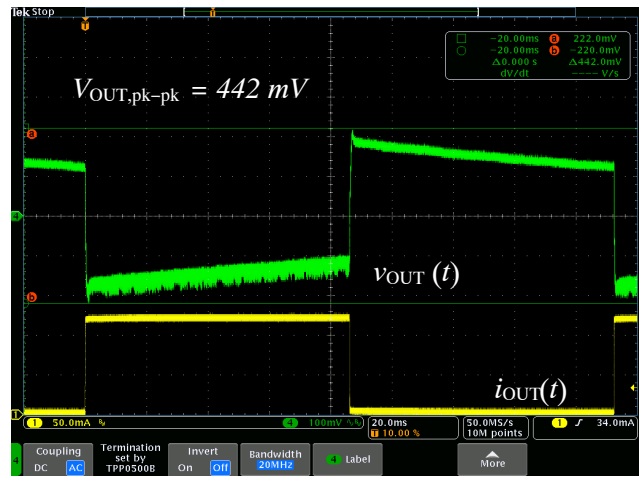 Tek Stop
T
T
-20.00ms a 222.0mV
-20.00ms b -220.0mV
Δ0.000 s Δ442.0mV
dV/dt ---- V/s
VOUT,pk-pk = 442 mV
a
4
vOUT (t)
b
iOUT(t)
1
1 50.0mA 4 100mV 20.0ms 50.0MS/s 1 34.0mA
T 10.00 % 10M points
4
Coupling
DC AC
Termination
set by
TPP0500B
Invert
On Off
Bandwidth
20MHz
4 Label
More